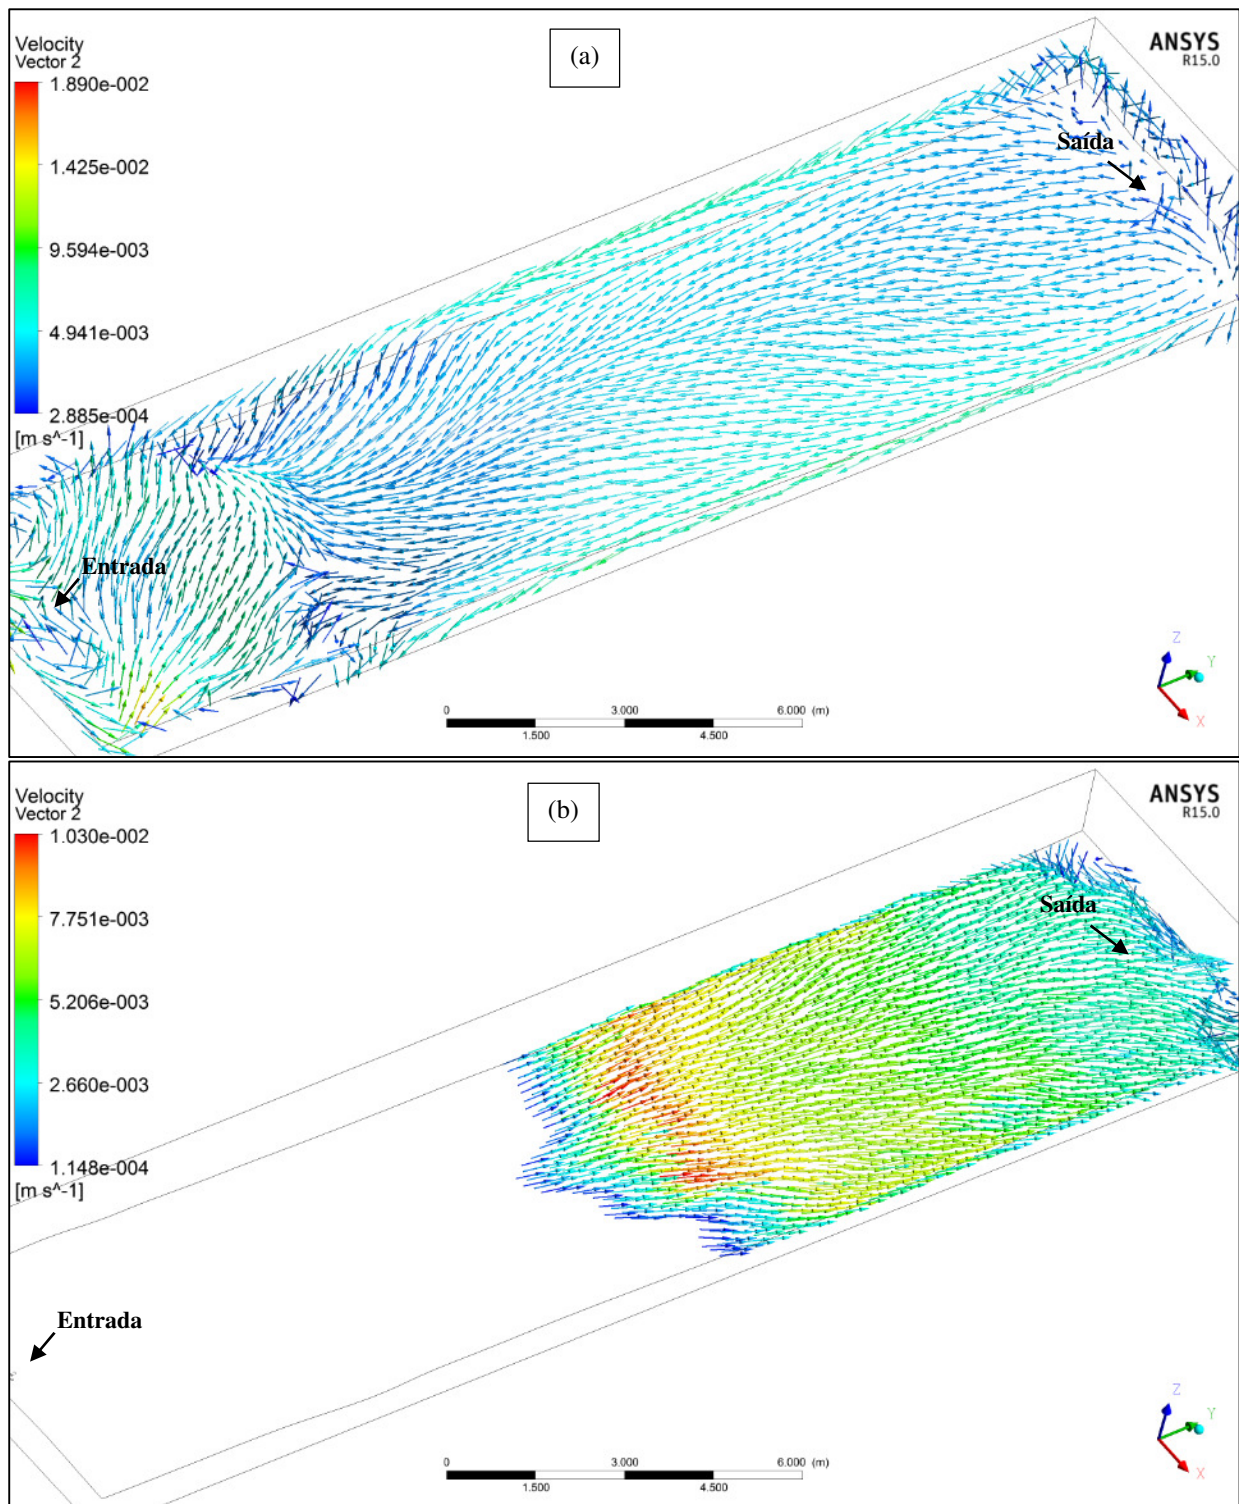 (a)
Velocity
Vector 2
ANSYS
R15.0
1.890e-002
1.425e-002
9.594e-003
4.941e-003
2.885e-004
[m s^-1]
Saída
Entrada
Z
Y
X
0 3.000 6.000 (m)
1.500 4.500
(b)
Velocity
Vector 2
ANSYS
R15.0
1.030e-002
7.751e-003
5.206e-003
2.660e-003
1.148e-004
[m s^-1]
Saída
Entrada
Z
Y
X
0 3.000 6.000 (m)
1.500 4.500